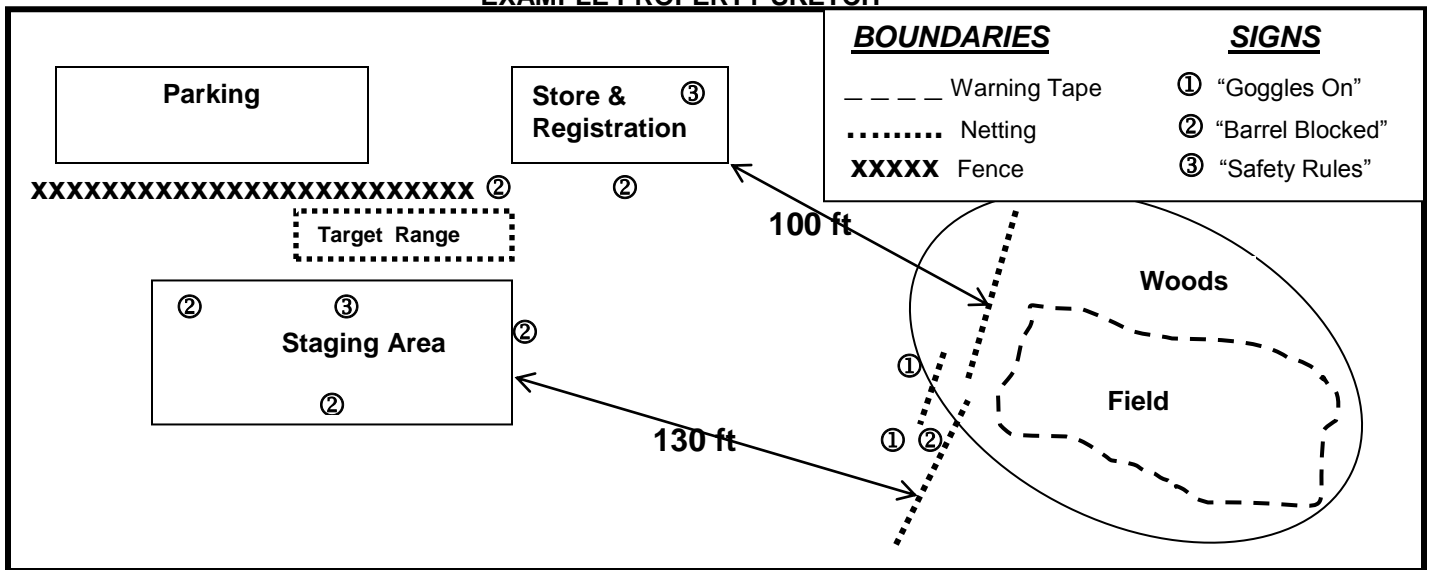 EXAMPLE PROPERTY SKETCH
BOUNDARIES
SIGNS
_ _ _ _ Warning Tape
① “Goggles On”
......... Netting
② “Barrel Blocked”
XXXXX Fence
③ “Safety Rules”
Parking
Store & ③
Registration
XXXXXXXXXXXXXXXXXXXXXXXXX ② ②
100 ft
Target Range
Woods
② ③
Staging Area ②
①
②
Field
130 ft
① ②